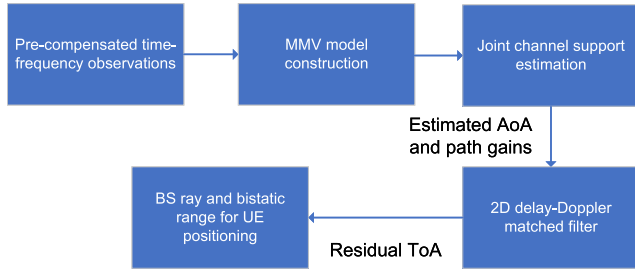 Pre-compensated time-
frequency observations
MMV model
construction
Joint channel support
estimation
Estimated AoA
and path gains
2D delay-Doppler
matched filter
Residual ToA
BS ray and bistatic
range for UE
positioning